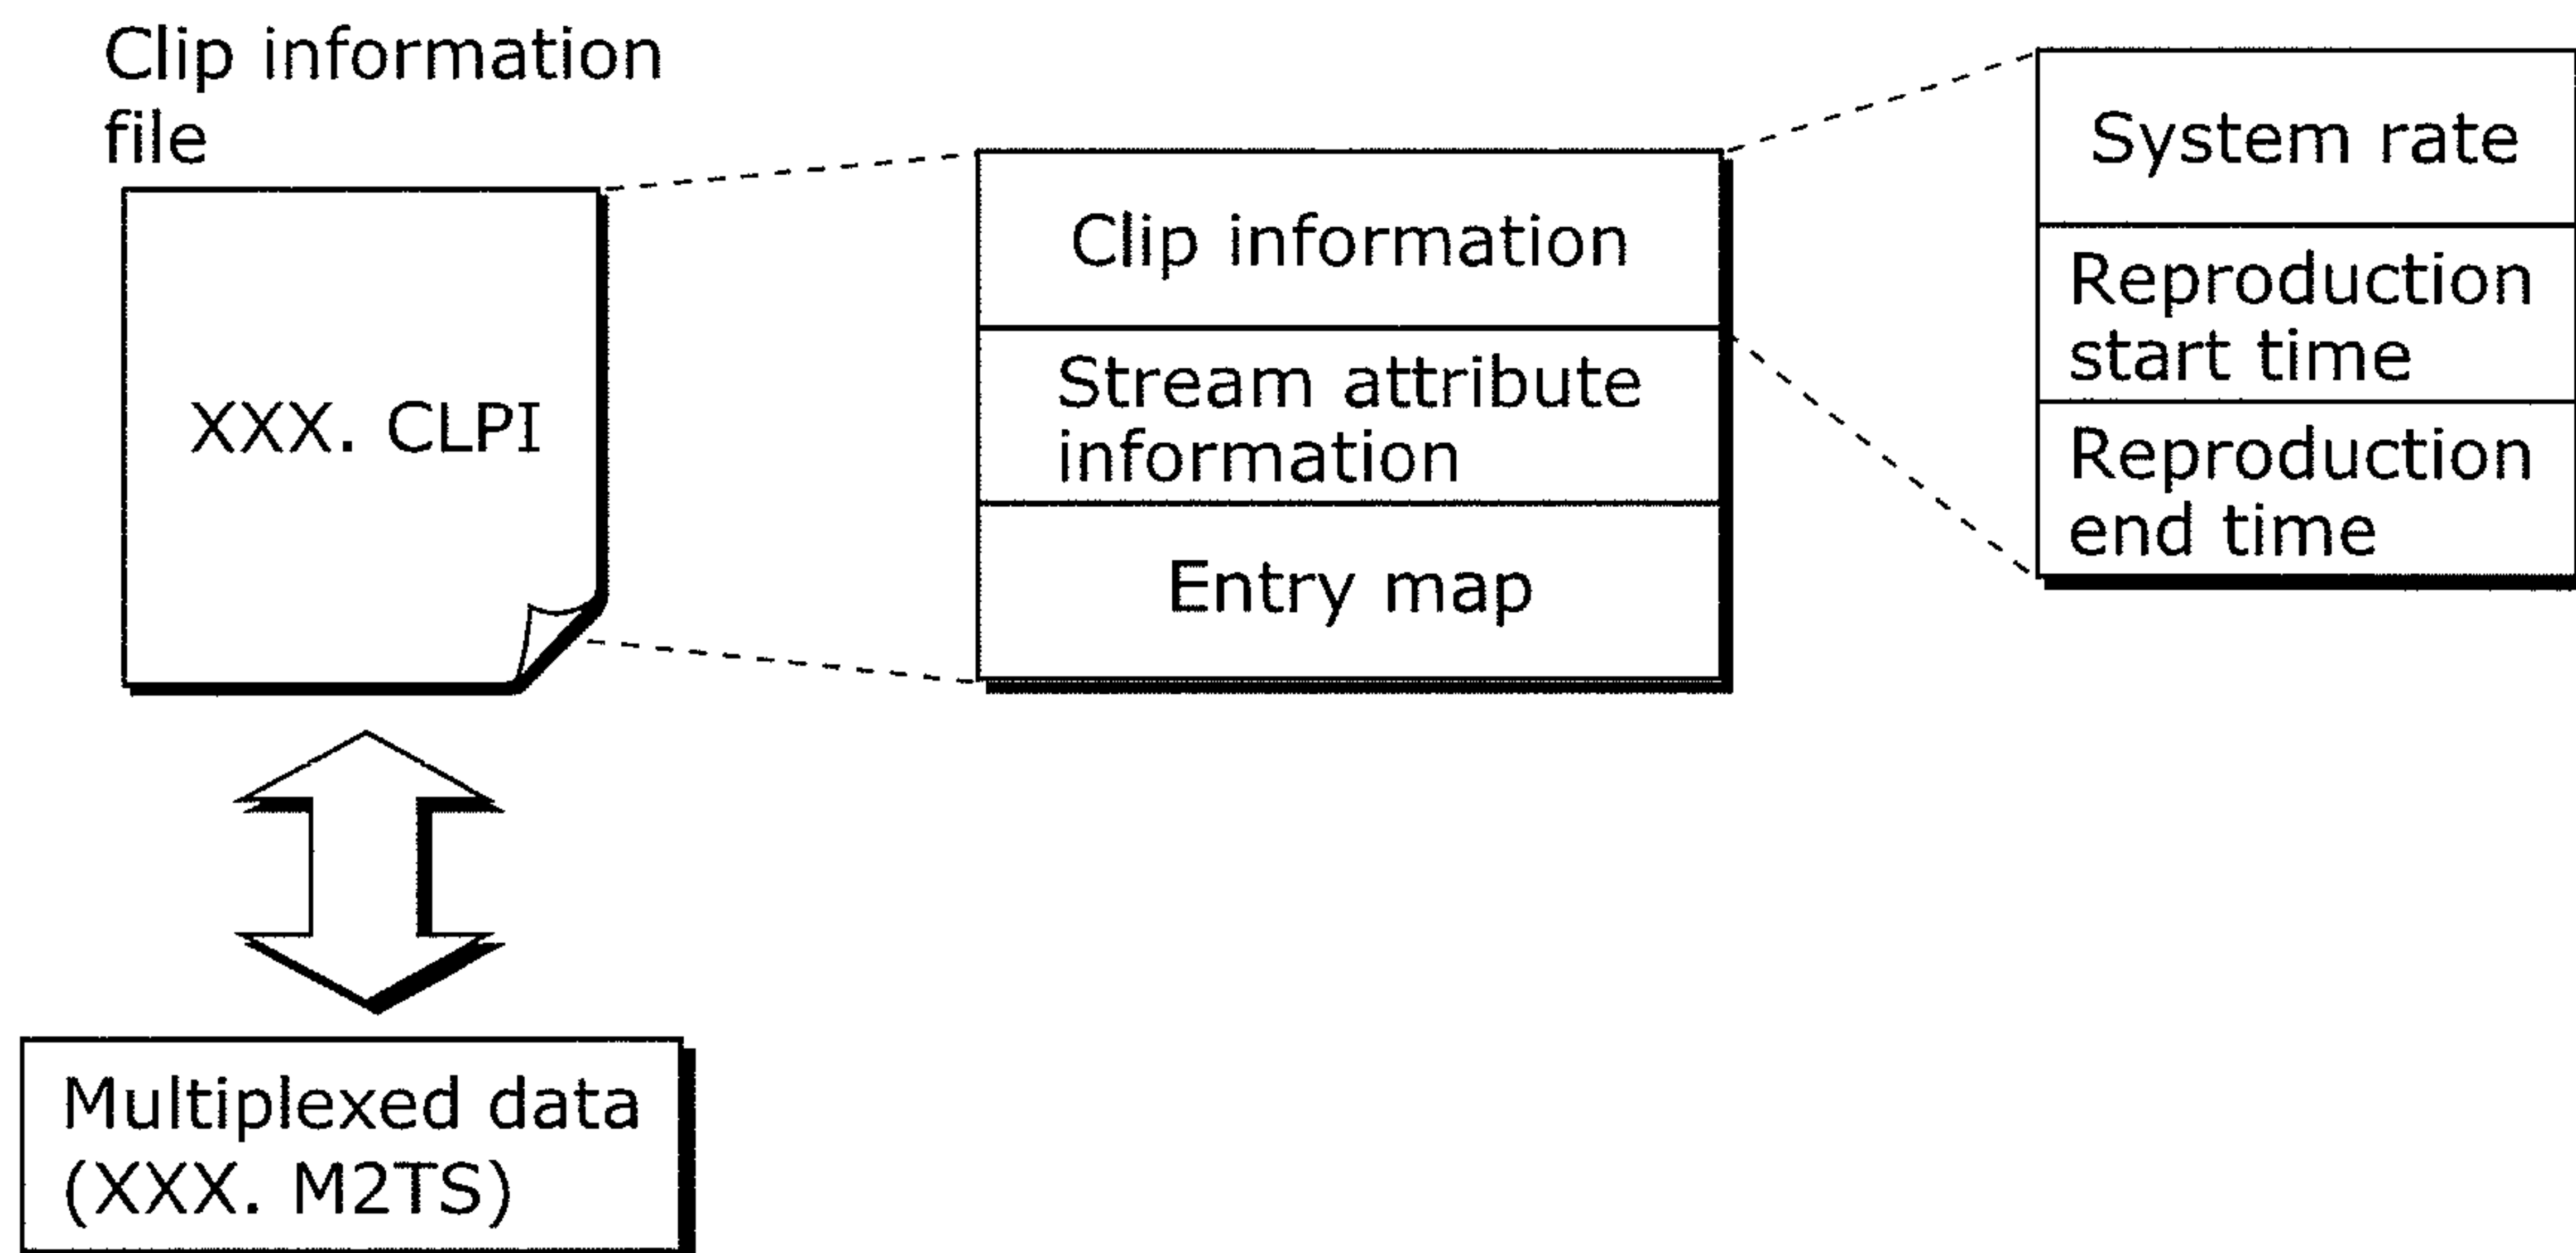 Clip information
file
XXX. CLPI
Multiplexed data
(XXX. M2TS)
Clip information
Stream attribute
information
Entry map
System rate
Reproduction
start time
Reproduction
end time